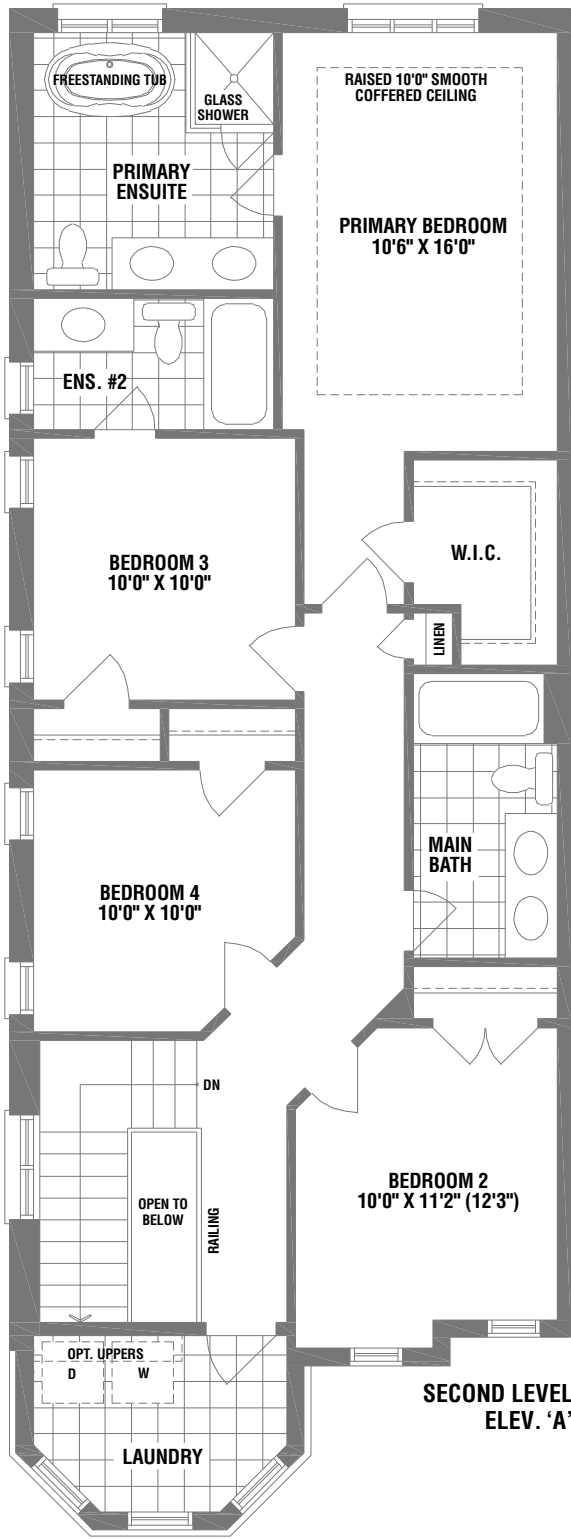 FREESTANDING TUB
GLASS
SHOWER
RAISED 10'0" SMOOTH
COFFERED CEILING
PRIMARY
ENSUITE
PRIMARY BEDROOM
10'6" X 16'0"
ENS. #2
BEDROOM 3
10'0" X 10'0"
W.I.C.
LINEN
MAIN
BATH
BEDROOM 4
10'0" X 10'0"
DN
OPEN TO
BELOW
RAILING
BEDROOM 2
10'0" X 11'2" (12'3")
OPT. UPPERS
D W
LAUNDRY
SECOND LEVEL
ELEV. ‘A’